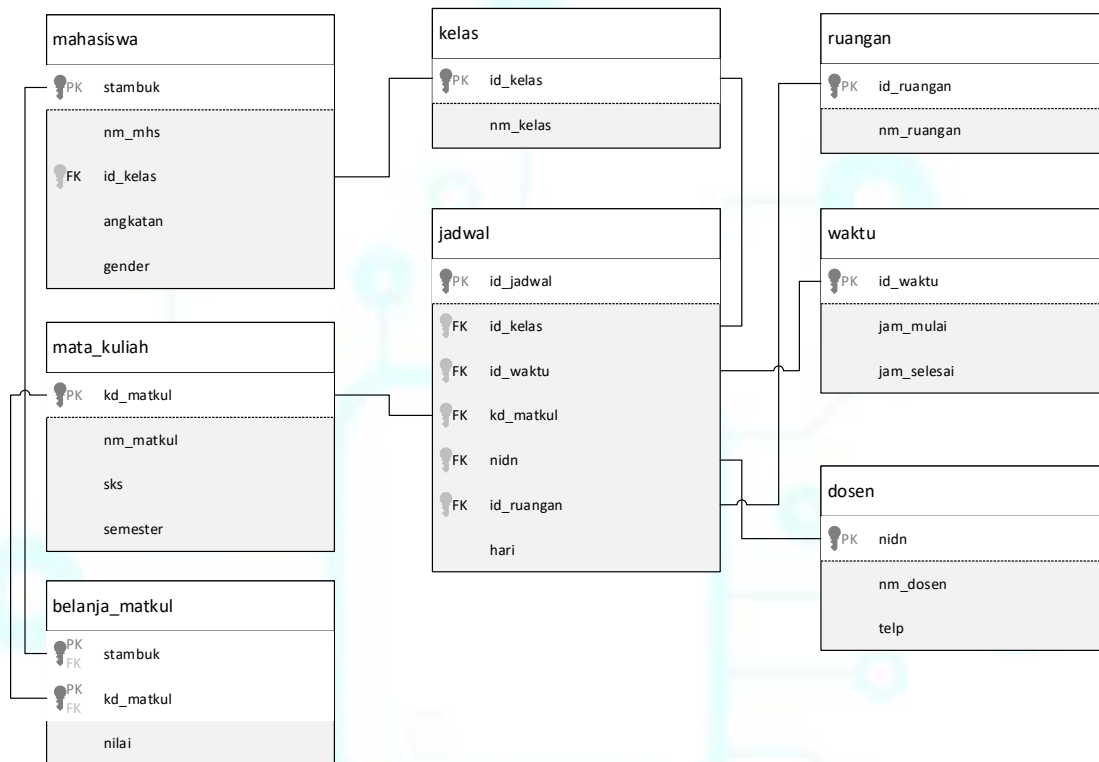 mahasiswa
PK stambuk
nm_mhs
FK id_kelas
angkatan
gender
mata_kuliah
PK kd_matkul
nm_matkul
sks
semester
belanja_matkul
PK FK stambuk
PK FK kd_matkul
nilai
kelas
PK id_kelas
nm_kelas
jadwal
PK id_jadwal
FK id_kelas
FK id_waktu
FK kd_matkul
FK nidn
FK id_ruangan
hari
ruangan
PK id_ruangan
nm_ruangan
waktu
PK id_waktu
jam_mulai
jam_selesai
dosen
PK nidn
nm_dosen
telp